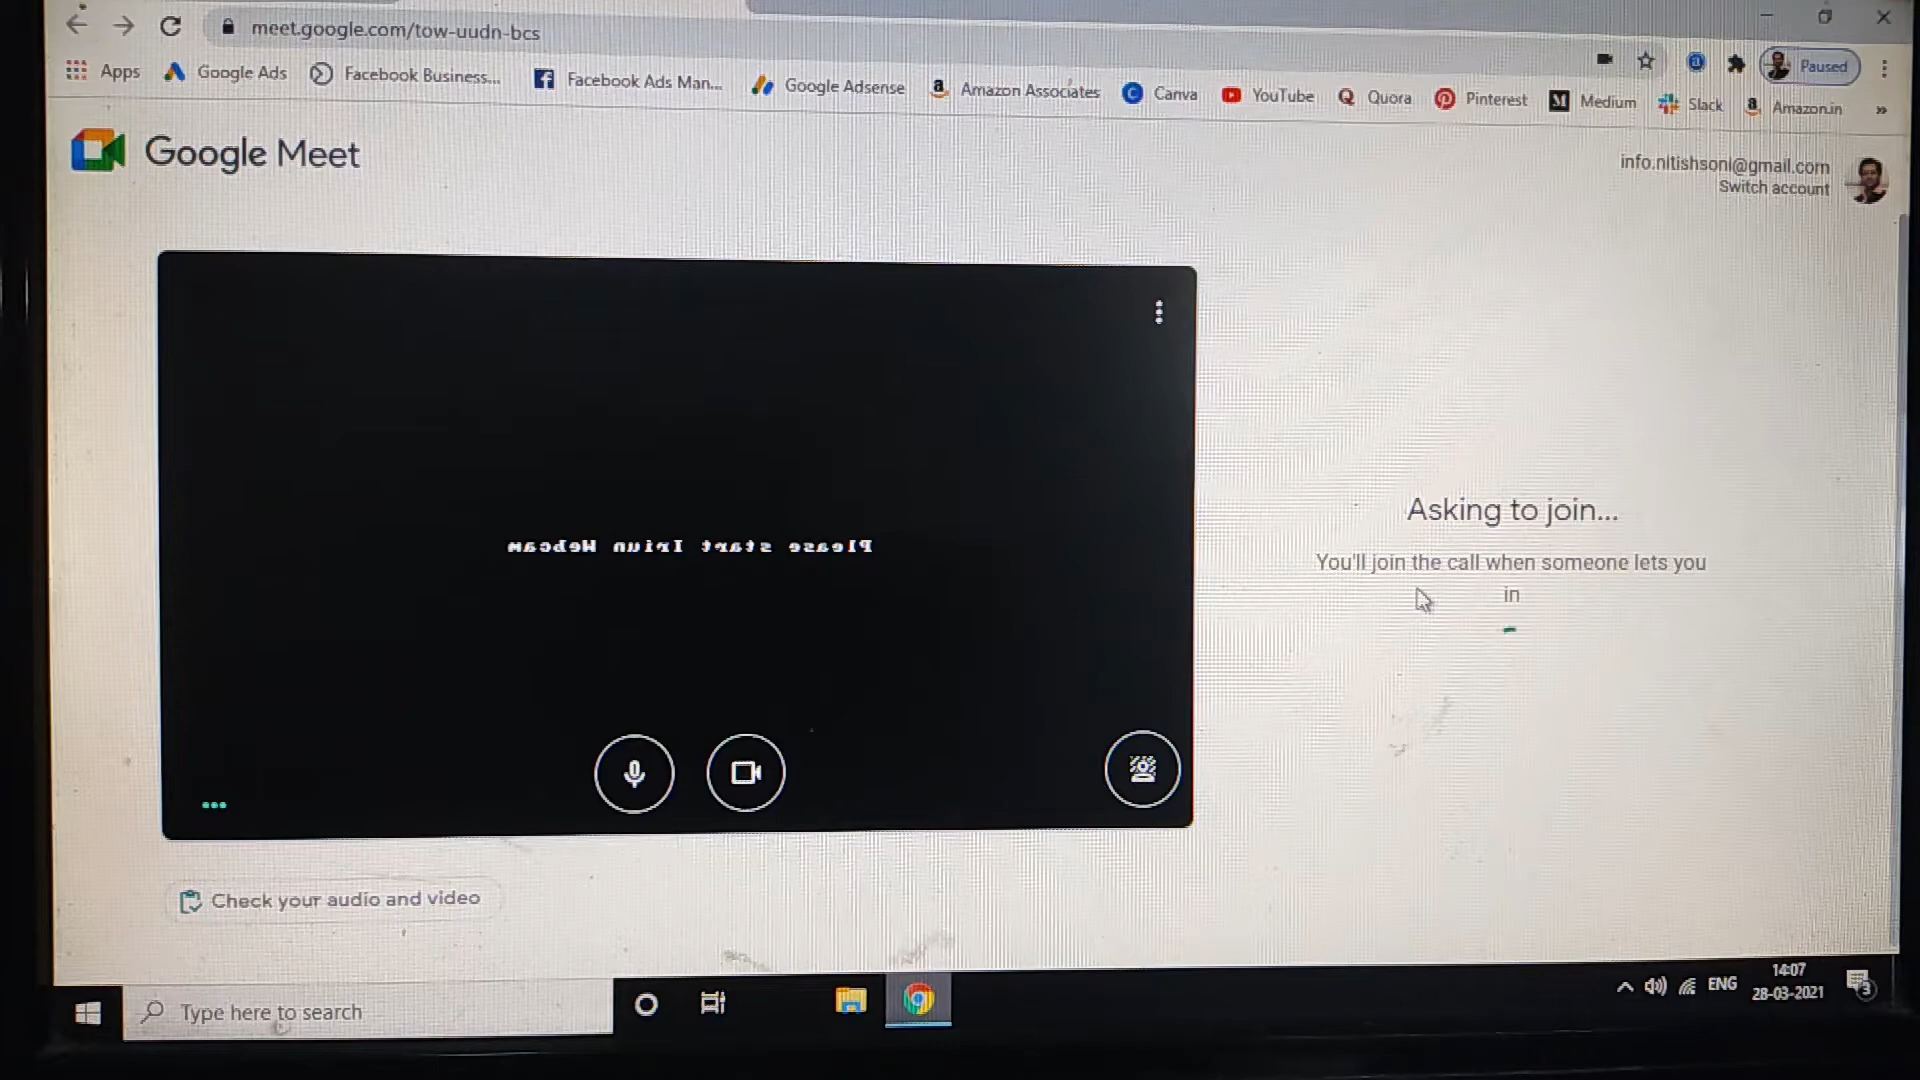 meet.google.com/tow-uudn-bcs
Paused
Apps Google Ads Facebook Business... Facebook Ads Man... Google Adsense Amazon Associates Canva YouTube Quora Pinterest Medium Slack Amazon.in »
Google Meet
info.nitishsoni@gmail.com
Switch account
Please start Iriun Webcam
Asking to join...
You'll join the call when someone lets you
in
Check your audio and video
Type here to search
ENG
14:07
28-03-2021
3